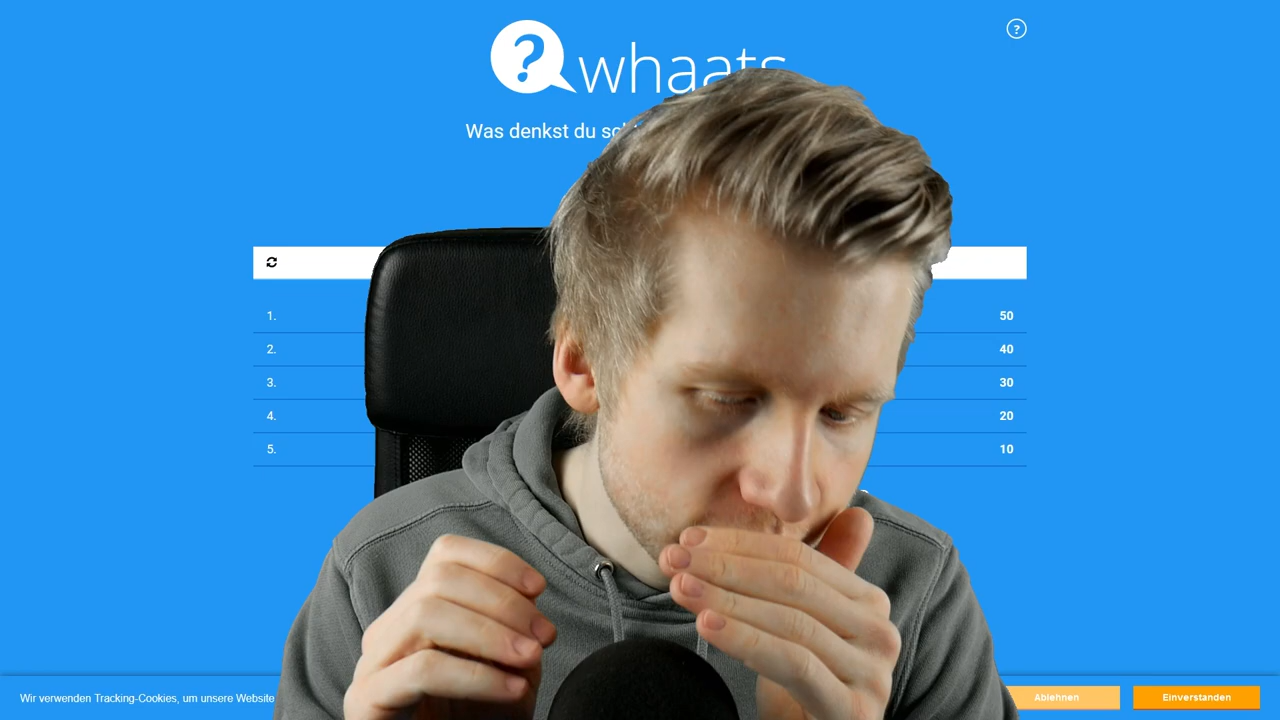 ?
?
whaats
Was denkst du
1.
50
2.
40
3.
30
4.
20
5.
10
Wir verwenden Tracking-Cookies, um unsere Website
Ablehnen
Einverstanden